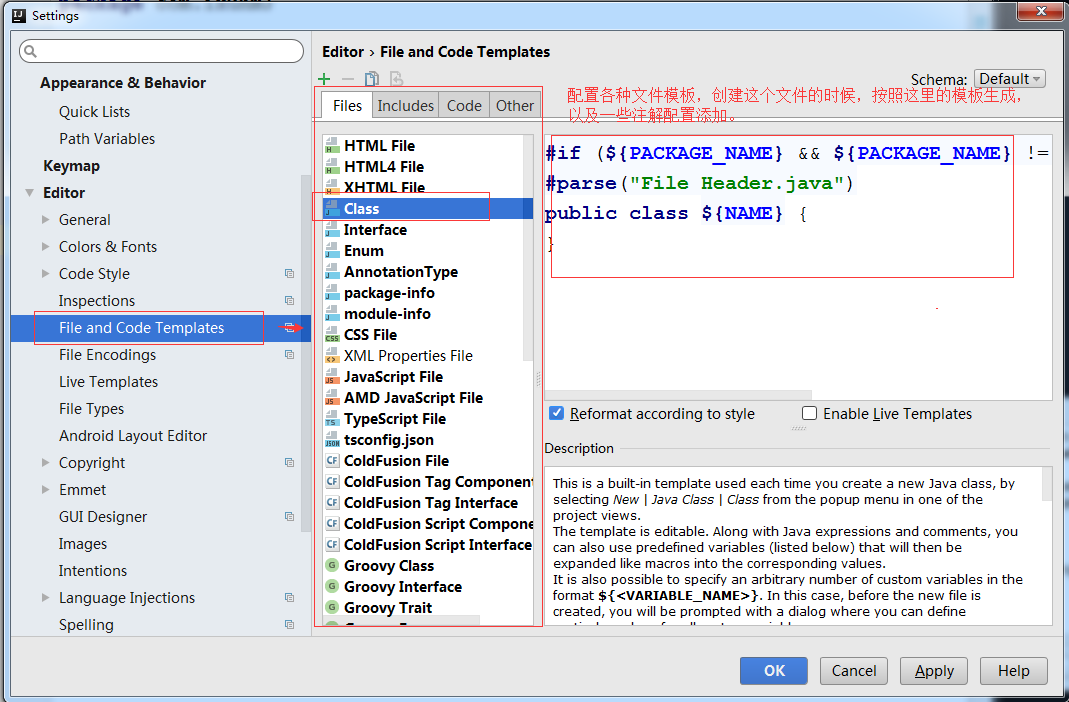 Settings
Appearance & Behavior
Quick Lists
Path Variables
Keymap
Editor
General
Colors & Fonts
Code Style
Inspections
File and Code Templates
File Encodings
Live Templates
File Types
Android Layout Editor
Copyright
Emmet
GUI Designer
Images
Intentions
Language Injections
Spelling
Editor › File and Code Templates
Schema: Default
Files Includes Code Other
配置各种文件模板，创建这个文件的时候，按照这里的模板生成，
以及一些注解配置添加。
HTML File
HTML4 File
XHTML File
Class
Interface
Enum
AnnotationType
package-info
module-info
CSS File
XML Properties File
JavaScript File
AMD JavaScript File
TypeScript File
tsconfig.json
ColdFusion File
ColdFusion Tag Component
ColdFusion Tag Interface
ColdFusion Script Compone
ColdFusion Script Interface
Groovy Class
Groovy Interface
Groovy Trait
#if (${PACKAGE_NAME} && ${PACKAGE_NAME} !=
#parse("File Header.java")
public class ${NAME} {
}
Reformat according to style
Enable Live Templates
Description
This is a built-in template used each time you create a new Java class, by
selecting New | Java Class | Class from the popup menu in one of the
project views.
The template is editable. Along with Java expressions and comments, you
can also use predefined variables (listed below) that will then be
expanded like macros into the corresponding values.
It is also possible to specify an arbitrary number of custom variables in the
format ${<VARIABLE_NAME>}. In this case, before the new file is
created, you will be prompted with a dialog where you can define
OK
Cancel
Apply
Help